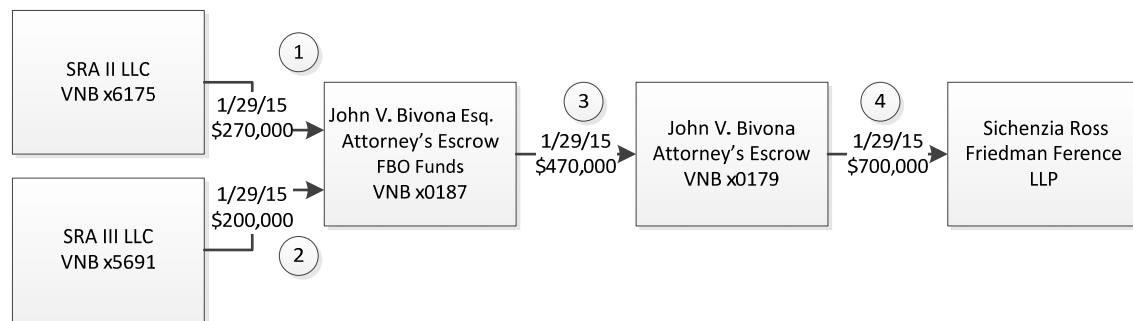 SRA II LLC
VNB x6175
1
1/29/15
$270,000
SRA III LLC
VNB x5691
1/29/15
$200,000
2
John V. Bivona Esq.
Attorney's Escrow
FBO Funds
VNB x0187
3
1/29/15
$470,000
John V. Bivona
Attorney's Escrow
VNB x0179
4
1/29/15
$700,000
Sichenzia Ross
Friedman Ference
LLP